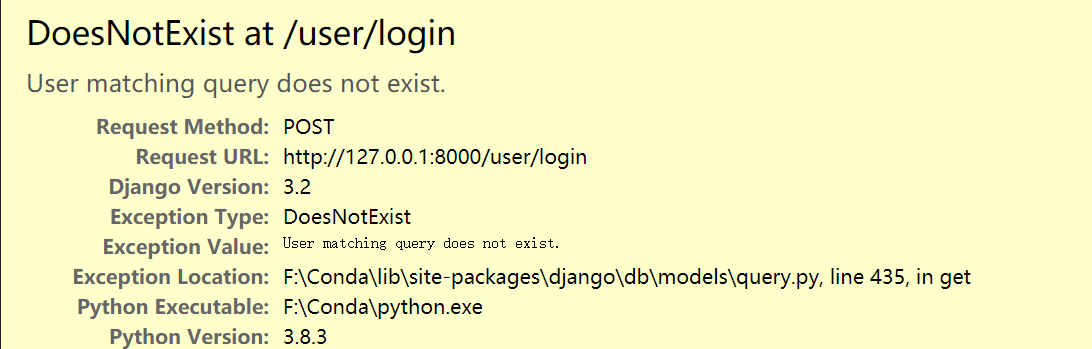 DoesNotExist at /user/login
User matching query does not exist.
Request Method: POST
Request URL: http://127.0.0.1:8000/user/login
Django Version: 3.2
Exception Type: DoesNotExist
Exception Value: User matching query does not exist.
Exception Location: F:\Conda\lib\site-packages\django\db\models\query.py, line 435, in get
Python Executable: F:\Conda\python.exe
Python Version: 3.8.3